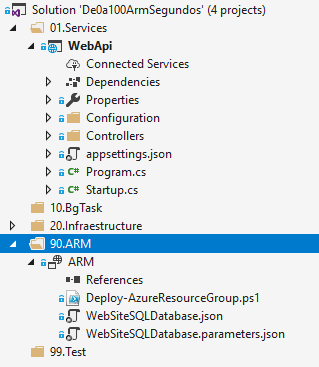 Solution 'De0a100ArmSegundos' (4 projects)
01.Services
WebApi
Connected Services
Dependencies
Properties
Configuration
Controllers
appsettings.json
C# Program.cs
C# Startup.cs
10.BgTask
20.Infraestructure
90.ARM
ARM
References
Deploy-AzureResourceGroup.ps1
WebSiteSQLDatabase.json
WebSiteSQLDatabase.parameters.json
99.Test